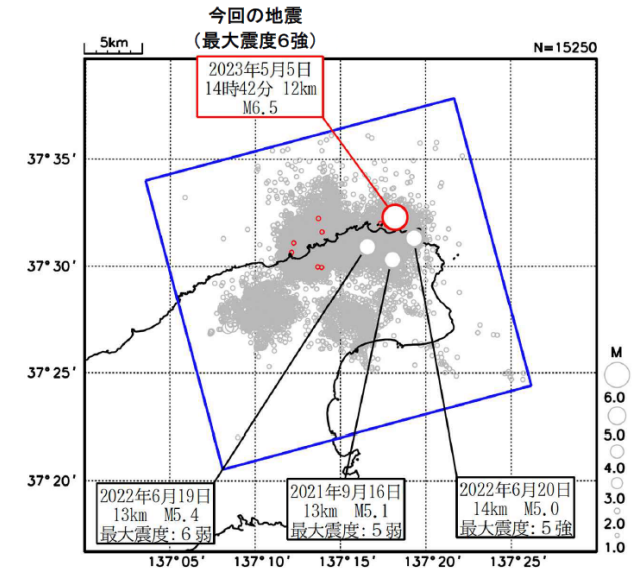 今回の地震
(最大震度6強)
5km
N=15250
2023年5月5日
14時42分 12km
M6.5
37°35′
37°30′
37°25′
37°20′
M
6.0
5.0
4.0
3.0
2.0
1.0
2022年6月19日
13km M5.4
最大震度:6弱
2021年9月16日
13km M5.1
最大震度:5弱
2022年6月20日
14km M5.0
最大震度:5強
137°05′
137°10′
137°15′
137°20′
137°25′